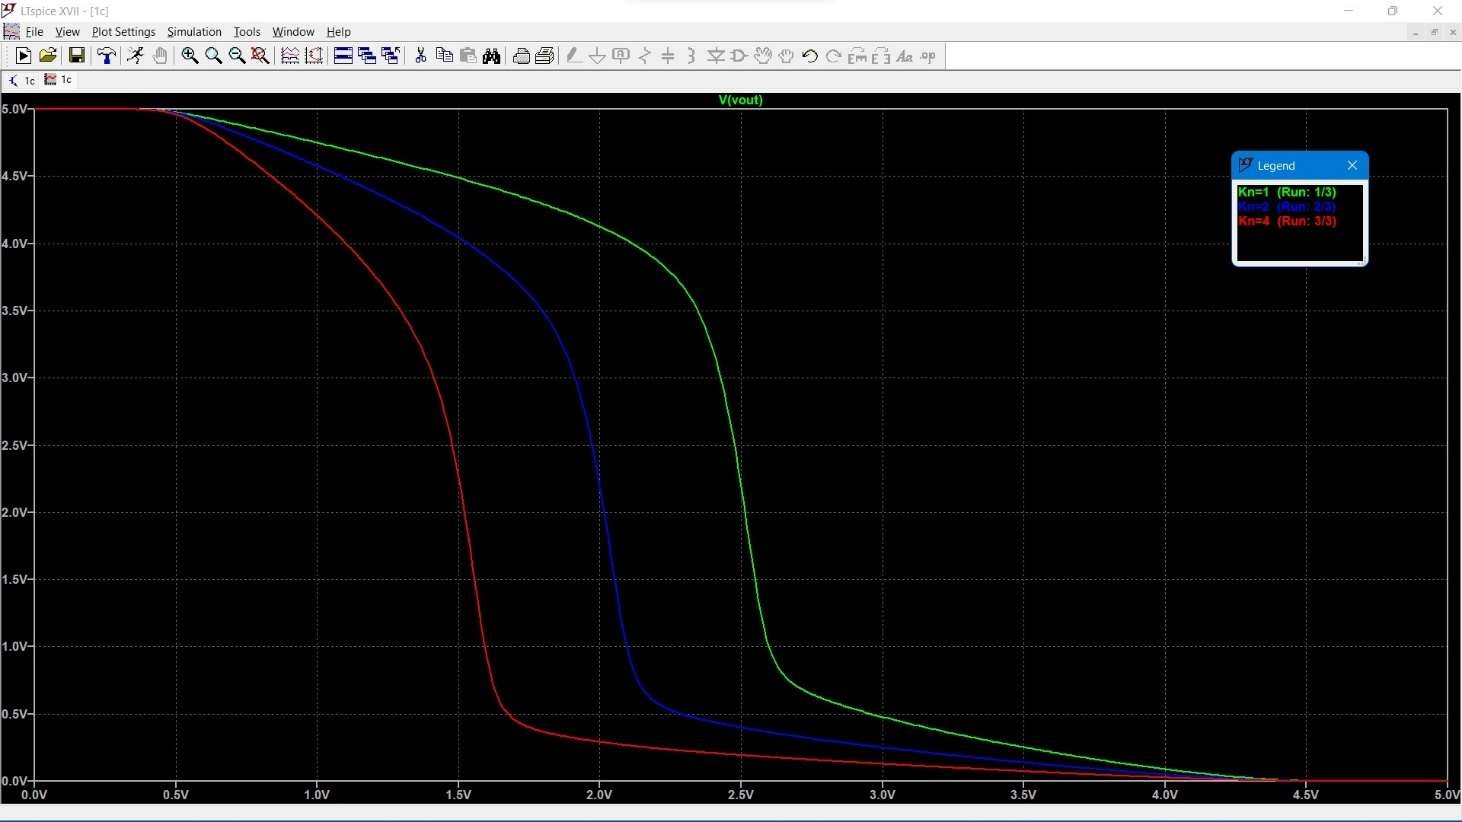 LTspice XVII - [1c]
File View Plot Settings Simulation Tools Window Help
1c 1c
V(vout)
5.0V
4.5V
4.0V
3.5V
3.0V
2.5V
2.0V
1.5V
1.0V
0.5V
0.0V
Legend
Kn=1 (Run: 1/3)
Kn=2 (Run: 2/3)
Kn=4 (Run: 3/3)
0.0V 0.5V 1.0V 1.5V 2.0V 2.5V 3.0V 3.5V 4.0V 4.5V 5.0V